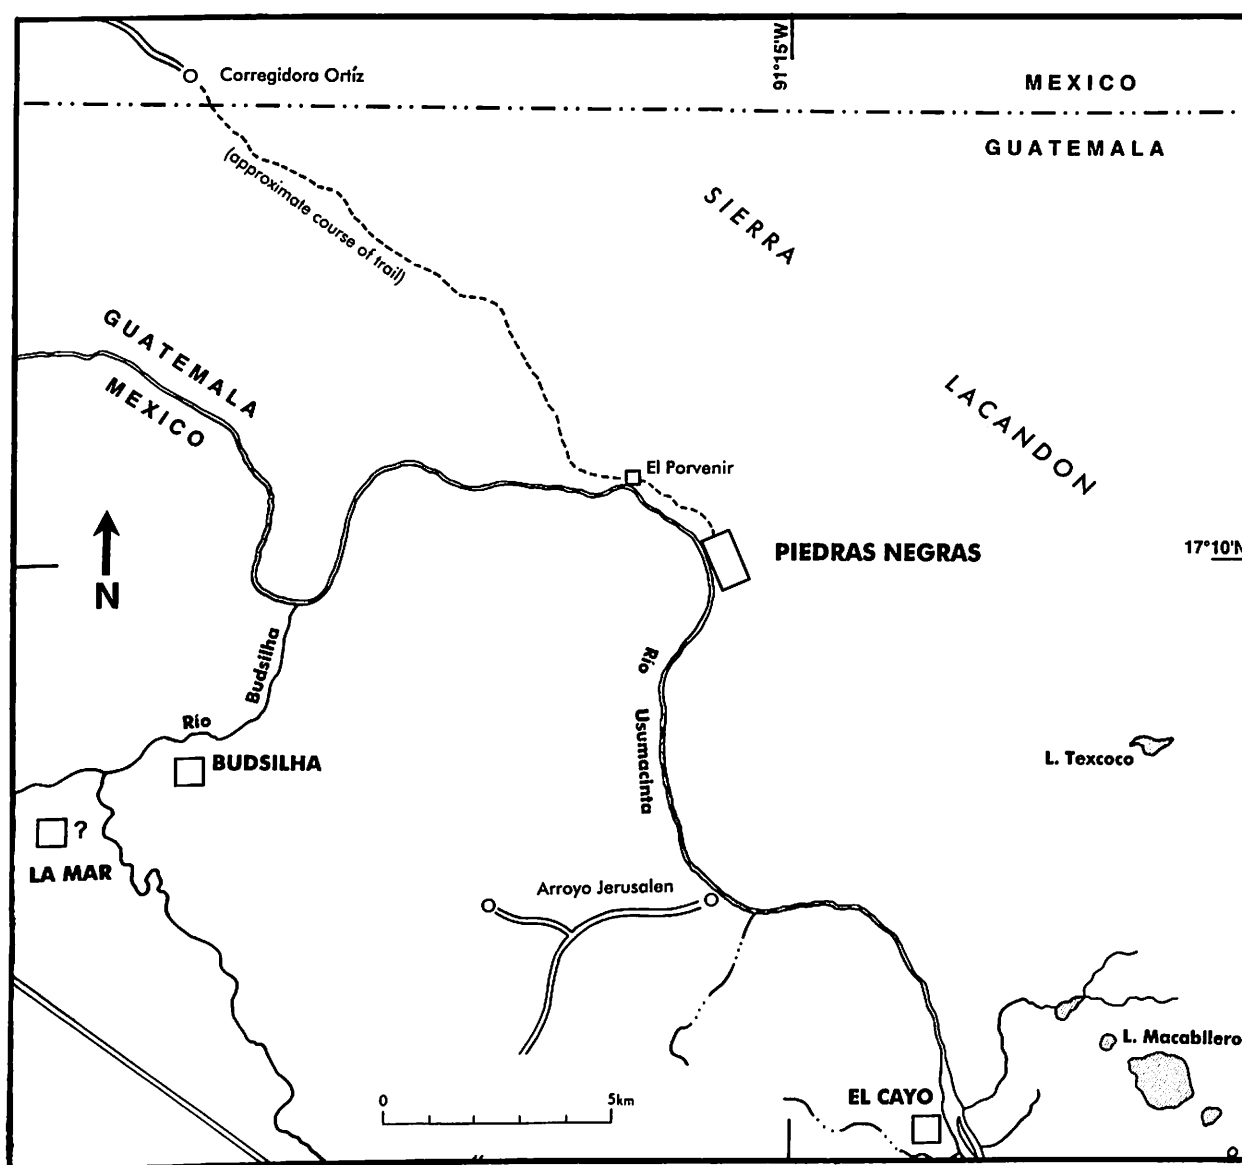 Corregidora Ortíz
91°15'W
MEXICO
GUATEMALA
(approximate course of trail)
SIERRA
LACANDON
GUATEMALA
MEXICO
El Porvenir
PIEDRAS NEGRAS
17°10'N
N
Río
Budsilha
Río
Usumacinta
BUDSILHA
L. Texcoco
?
LA MAR
Arroyo Jerusalen
L. Macabilero
0
5km
EL CAYO